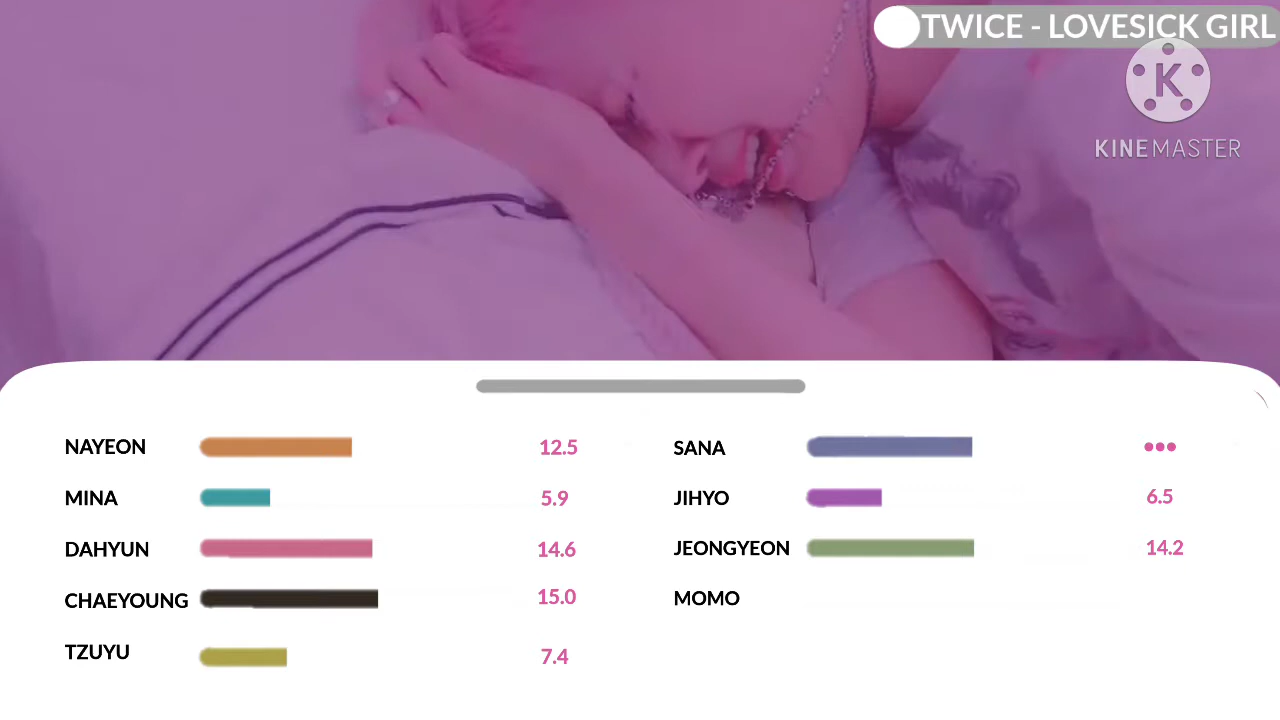 TWICE - LOVESICK GIRL
K
KINEMASTER
NAYEON 12.5
MINA 5.9
DAHYUN 14.6
CHAEYOUNG 15.0
TZUYU 7.4
SANA •••
JIHYO 6.5
JEONGYEON 14.2
MOMO